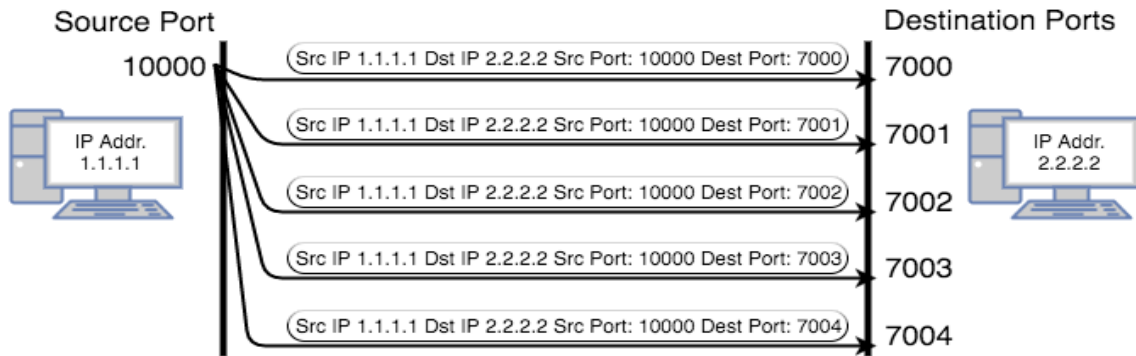 Source Port
Destination Ports
10000
Src IP 1.1.1.1 Dst IP 2.2.2.2 Src Port: 10000 Dest Port: 7000
7000
IP Addr.
1.1.1.1
Src IP 1.1.1.1 Dst IP 2.2.2.2 Src Port: 10000 Dest Port: 7001
7001
IP Addr.
2.2.2.2
Src IP 1.1.1.1 Dst IP 2.2.2.2 Src Port: 10000 Dest Port: 7002
7002
Src IP 1.1.1.1 Dst IP 2.2.2.2 Src Port: 10000 Dest Port: 7003
7003
Src IP 1.1.1.1 Dst IP 2.2.2.2 Src Port: 10000 Dest Port: 7004
7004